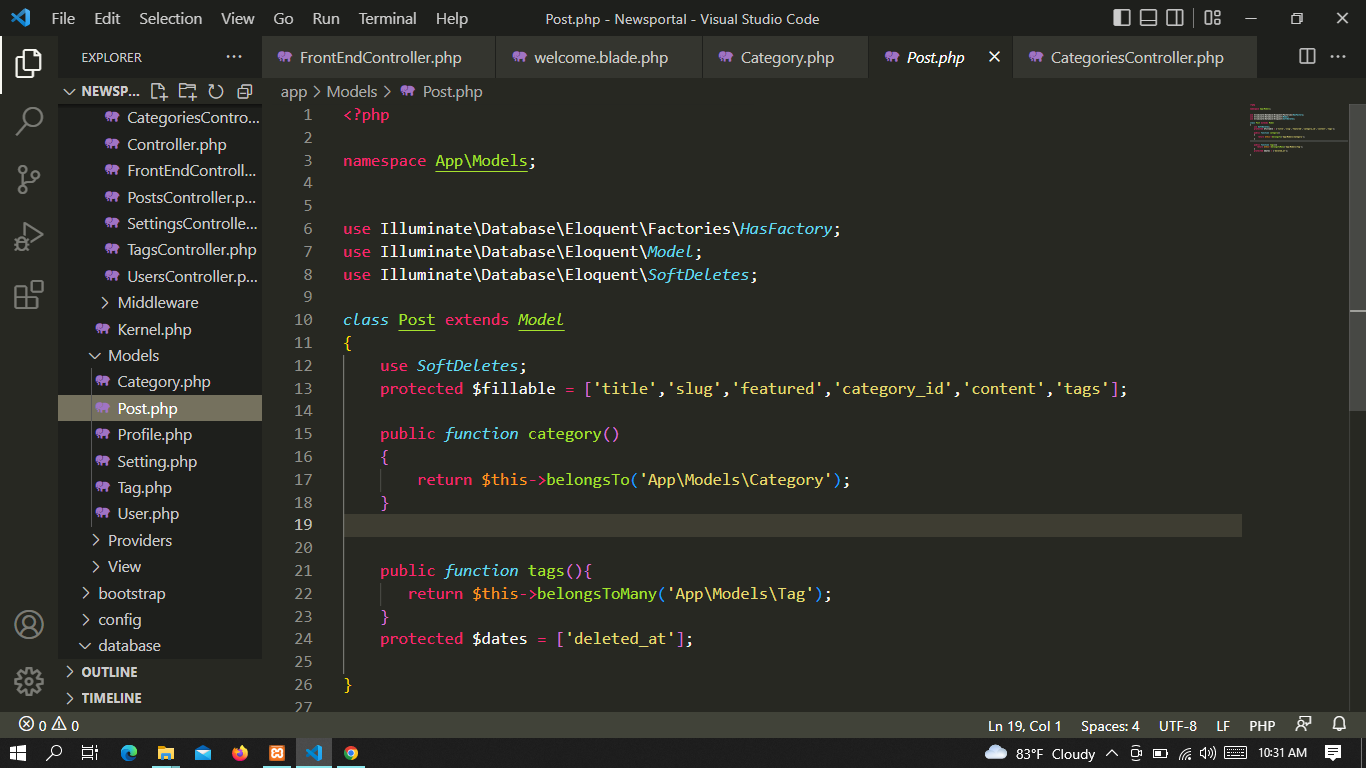 File Edit Selection View Go Run Terminal Help Post.php - Newsportal - Visual Studio Code
EXPLORER ...
FrontEndController.php welcome.blade.php Category.php Post.php CategoriesController.php
NEWSP...
app > Models > Post.php
CategoriesContro...
Controller.php
FrontEndControll...
PostsController.p...
SettingsControlle...
TagsController.php
UsersController.p...
Middleware
Kernel.php
Models
Category.php
Post.php
Profile.php
Setting.php
Tag.php
User.php
Providers
View
bootstrap
config
database
OUTLINE
TIMELINE
1 <?php
2
3 namespace App\Models;
4
5
6 use Illuminate\Database\Eloquent\Factories\HasFactory;
7 use Illuminate\Database\Eloquent\Model;
8 use Illuminate\Database\Eloquent\SoftDeletes;
9
10 class Post extends Model
11 {
12 use SoftDeletes;
13 protected $fillable = ['title','slug','featured','category_id','content','tags'];
14
15 public function category()
16 {
17 return $this->belongsTo('App\Models\Category');
18 }
19
20
21 public function tags(){
22 return $this->belongsToMany('App\Models\Tag');
23 }
24 protected $dates = ['deleted_at'];
25
26 }
27
0 0 Ln 19, Col 1 Spaces: 4 UTF-8 LF PHP
83°F Cloudy 10:31 AM